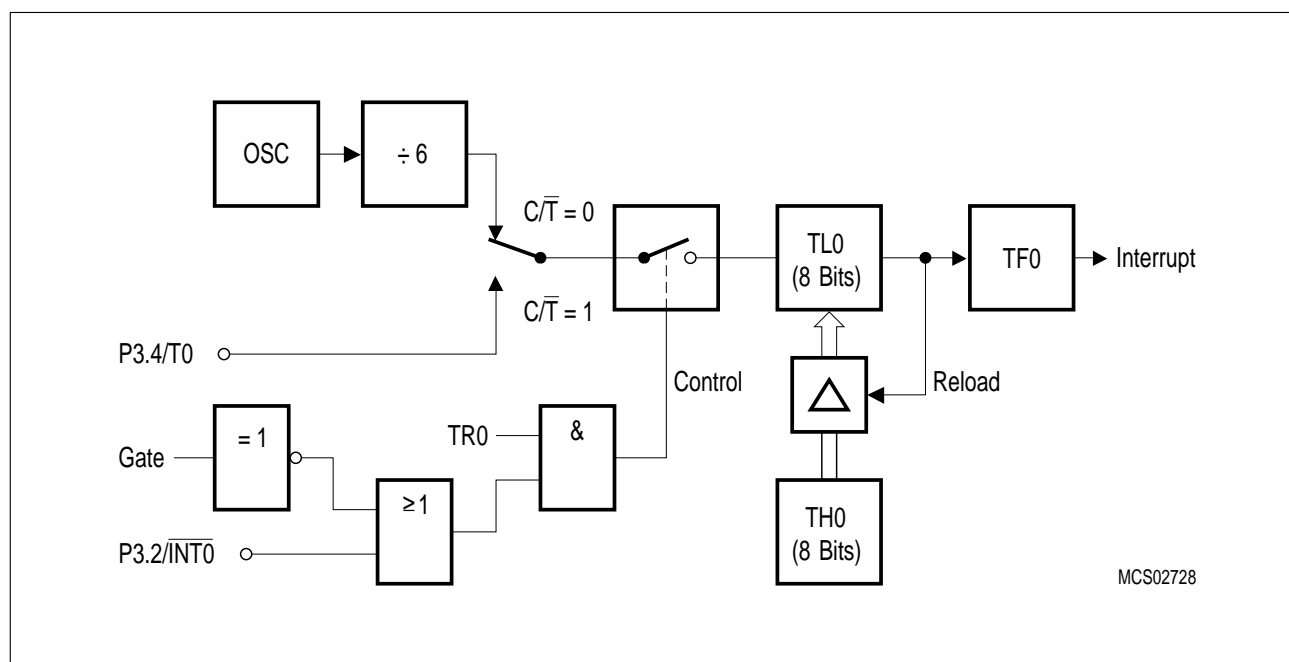 OSC
÷ 6
C/T̅ = 0
TL0
(8 Bits)
TF0
Interrupt
C/T̅ = 1
P3.4/T0
Control
Reload
TR0
&
= 1
Gate
≥ 1
TH0
(8 Bits)
P3.2/I̅N̅T̅0̅
MCS02728